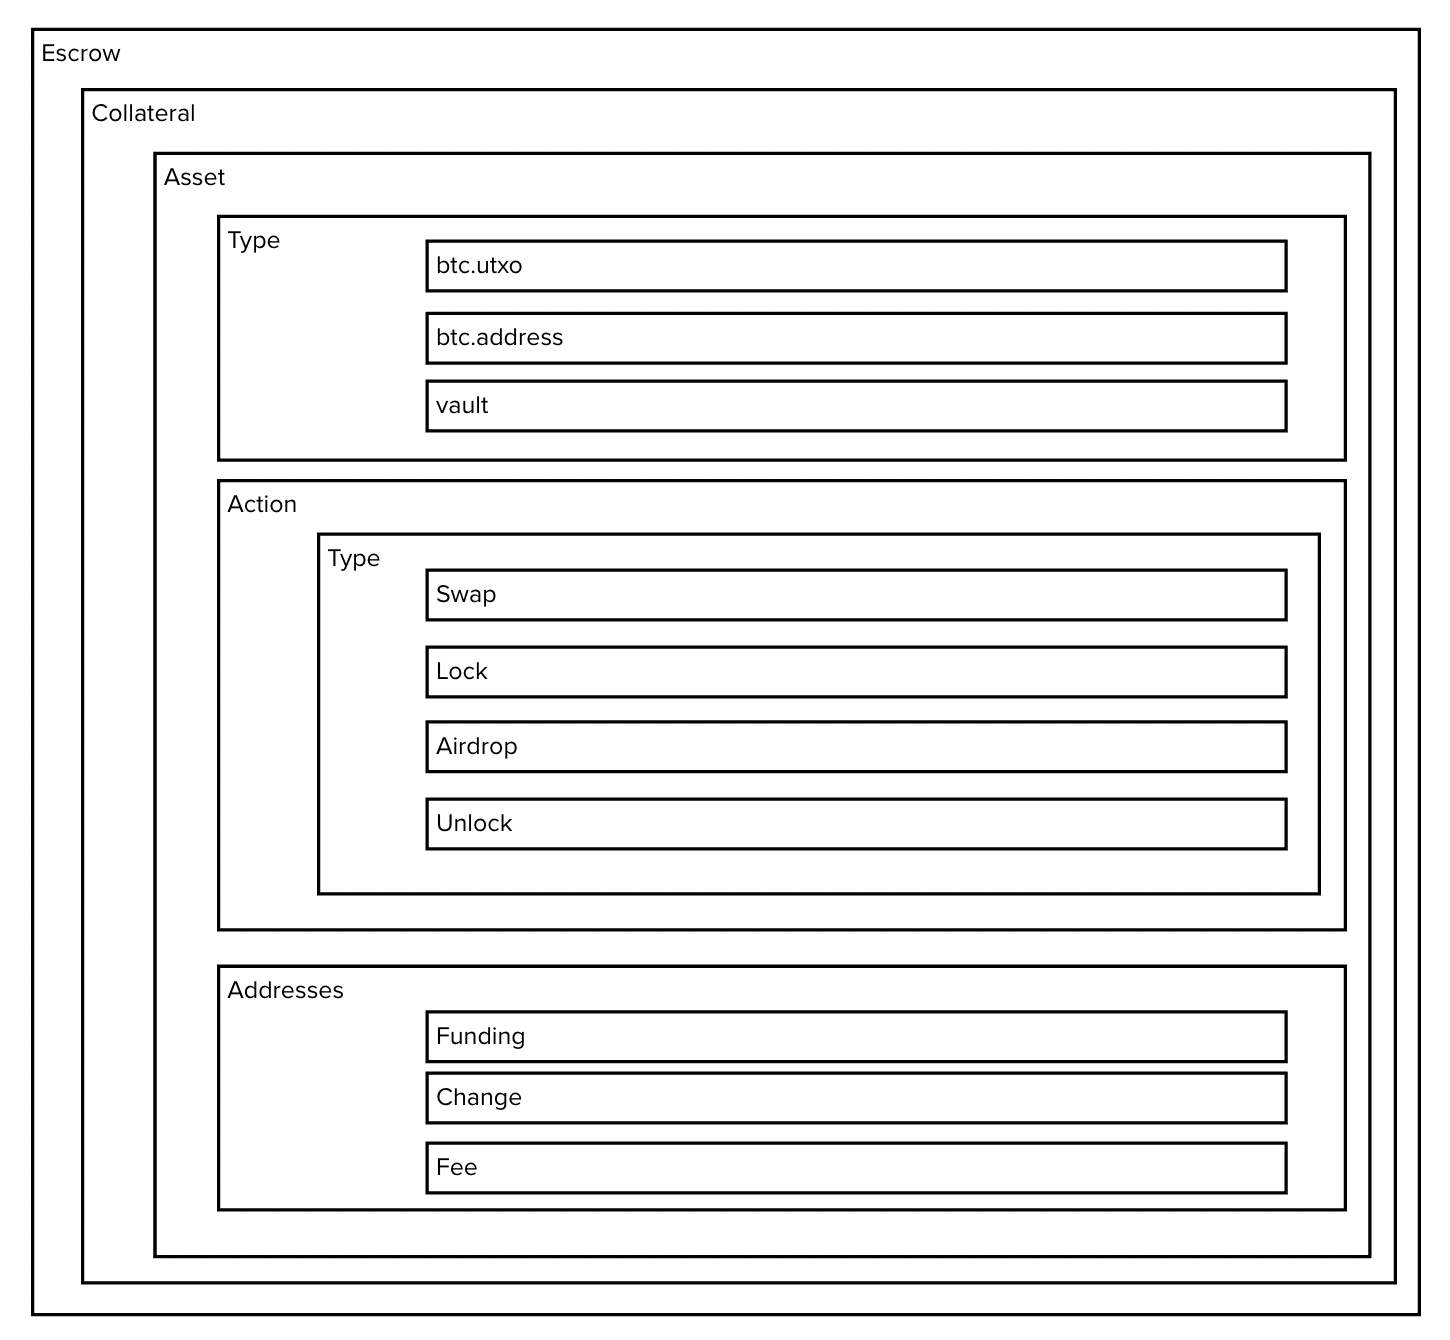 Escrow
Collateral
Asset
Type
btc.utxo
btc.address
vault
Action
Type
Swap
Lock
Airdrop
Unlock
Addresses
Funding
Change
Fee